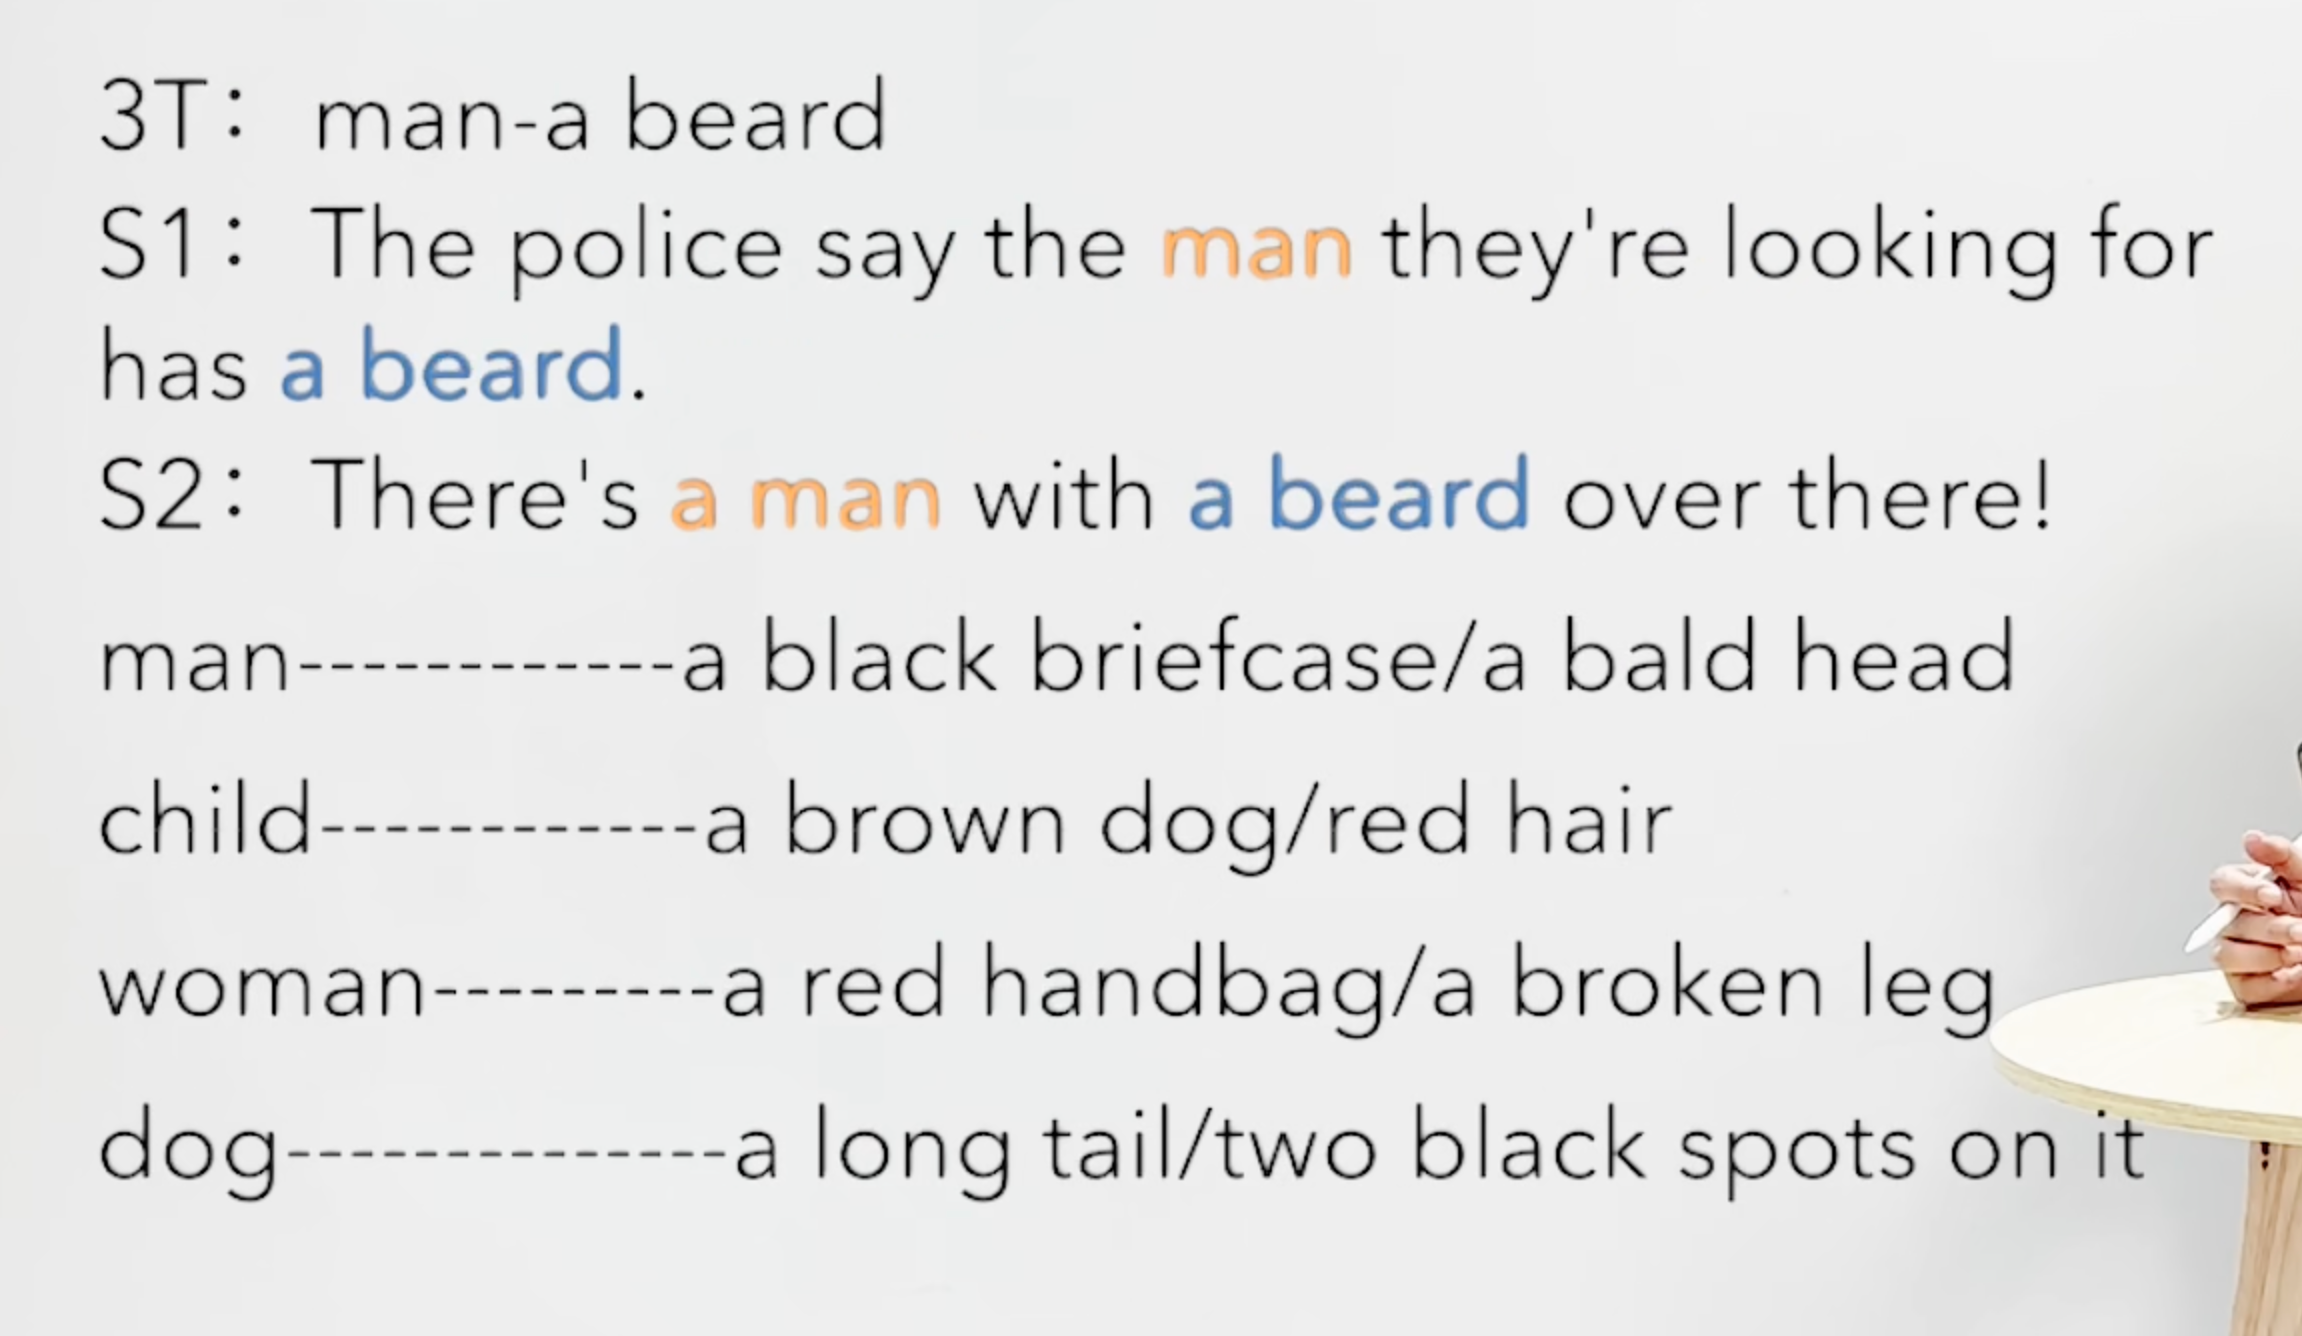 3T： man-a beard
S1： The police say the man they're looking for
has a beard.
S2： There's a man with a beard over there!
man------------a black briefcase/a bald head
child------------a brown dog/red hair
woman---------a red handbag/a broken leg
dog--------------a long tail/two black spots on it